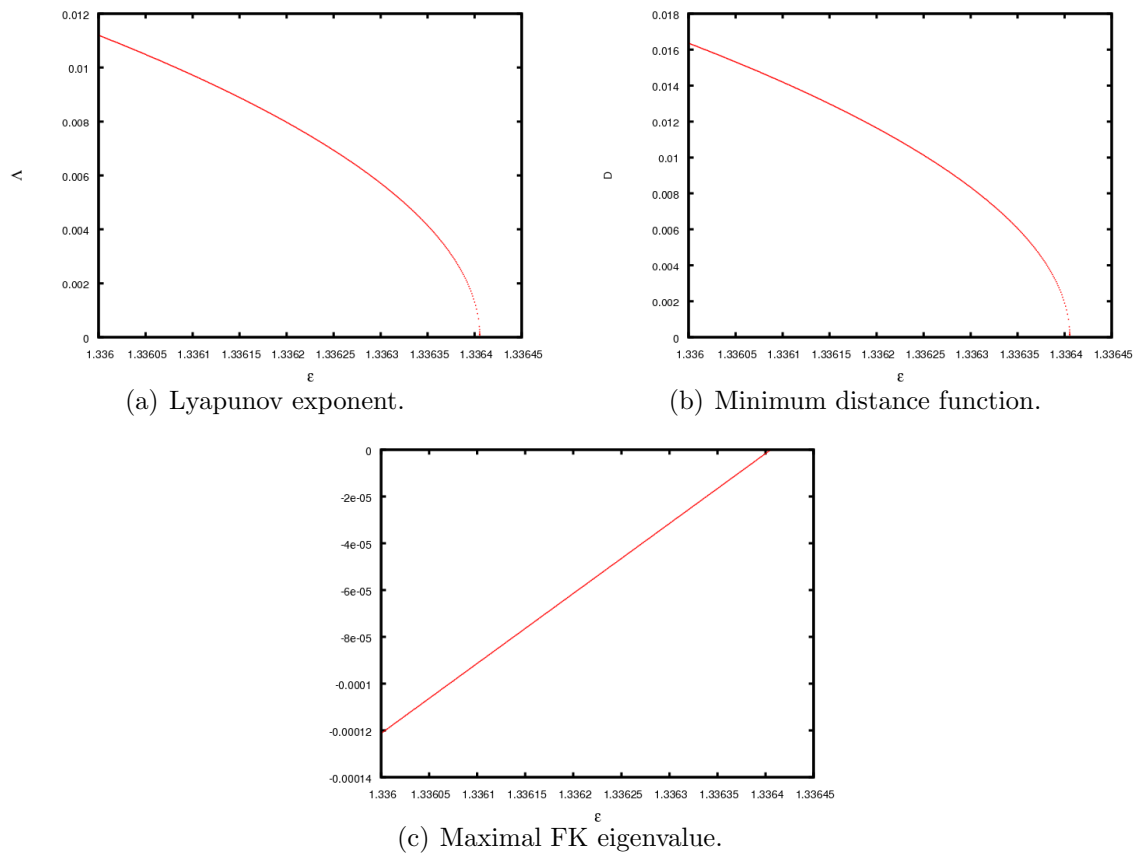 0.012
0.01
0.008
0.006
0.004
0.002
0
Λ
1.336 1.33605 1.3361 1.33615 1.3362 1.33625 1.3363 1.33635 1.3364 1.33645
ε
(a) Lyapunov exponent.
0.018
0.016
0.014
0.012
0.01
0.008
0.006
0.004
0.002
0
D
1.336 1.33605 1.3361 1.33615 1.3362 1.33625 1.3363 1.33635 1.3364 1.33645
ε
(b) Minimum distance function.
0
-2e-05
-4e-05
-6e-05
-8e-05
-0.0001
-0.00012
-0.00014
1.336 1.33605 1.3361 1.33615 1.3362 1.33625 1.3363 1.33635 1.3364 1.33645
ε
(c) Maximal FK eigenvalue.